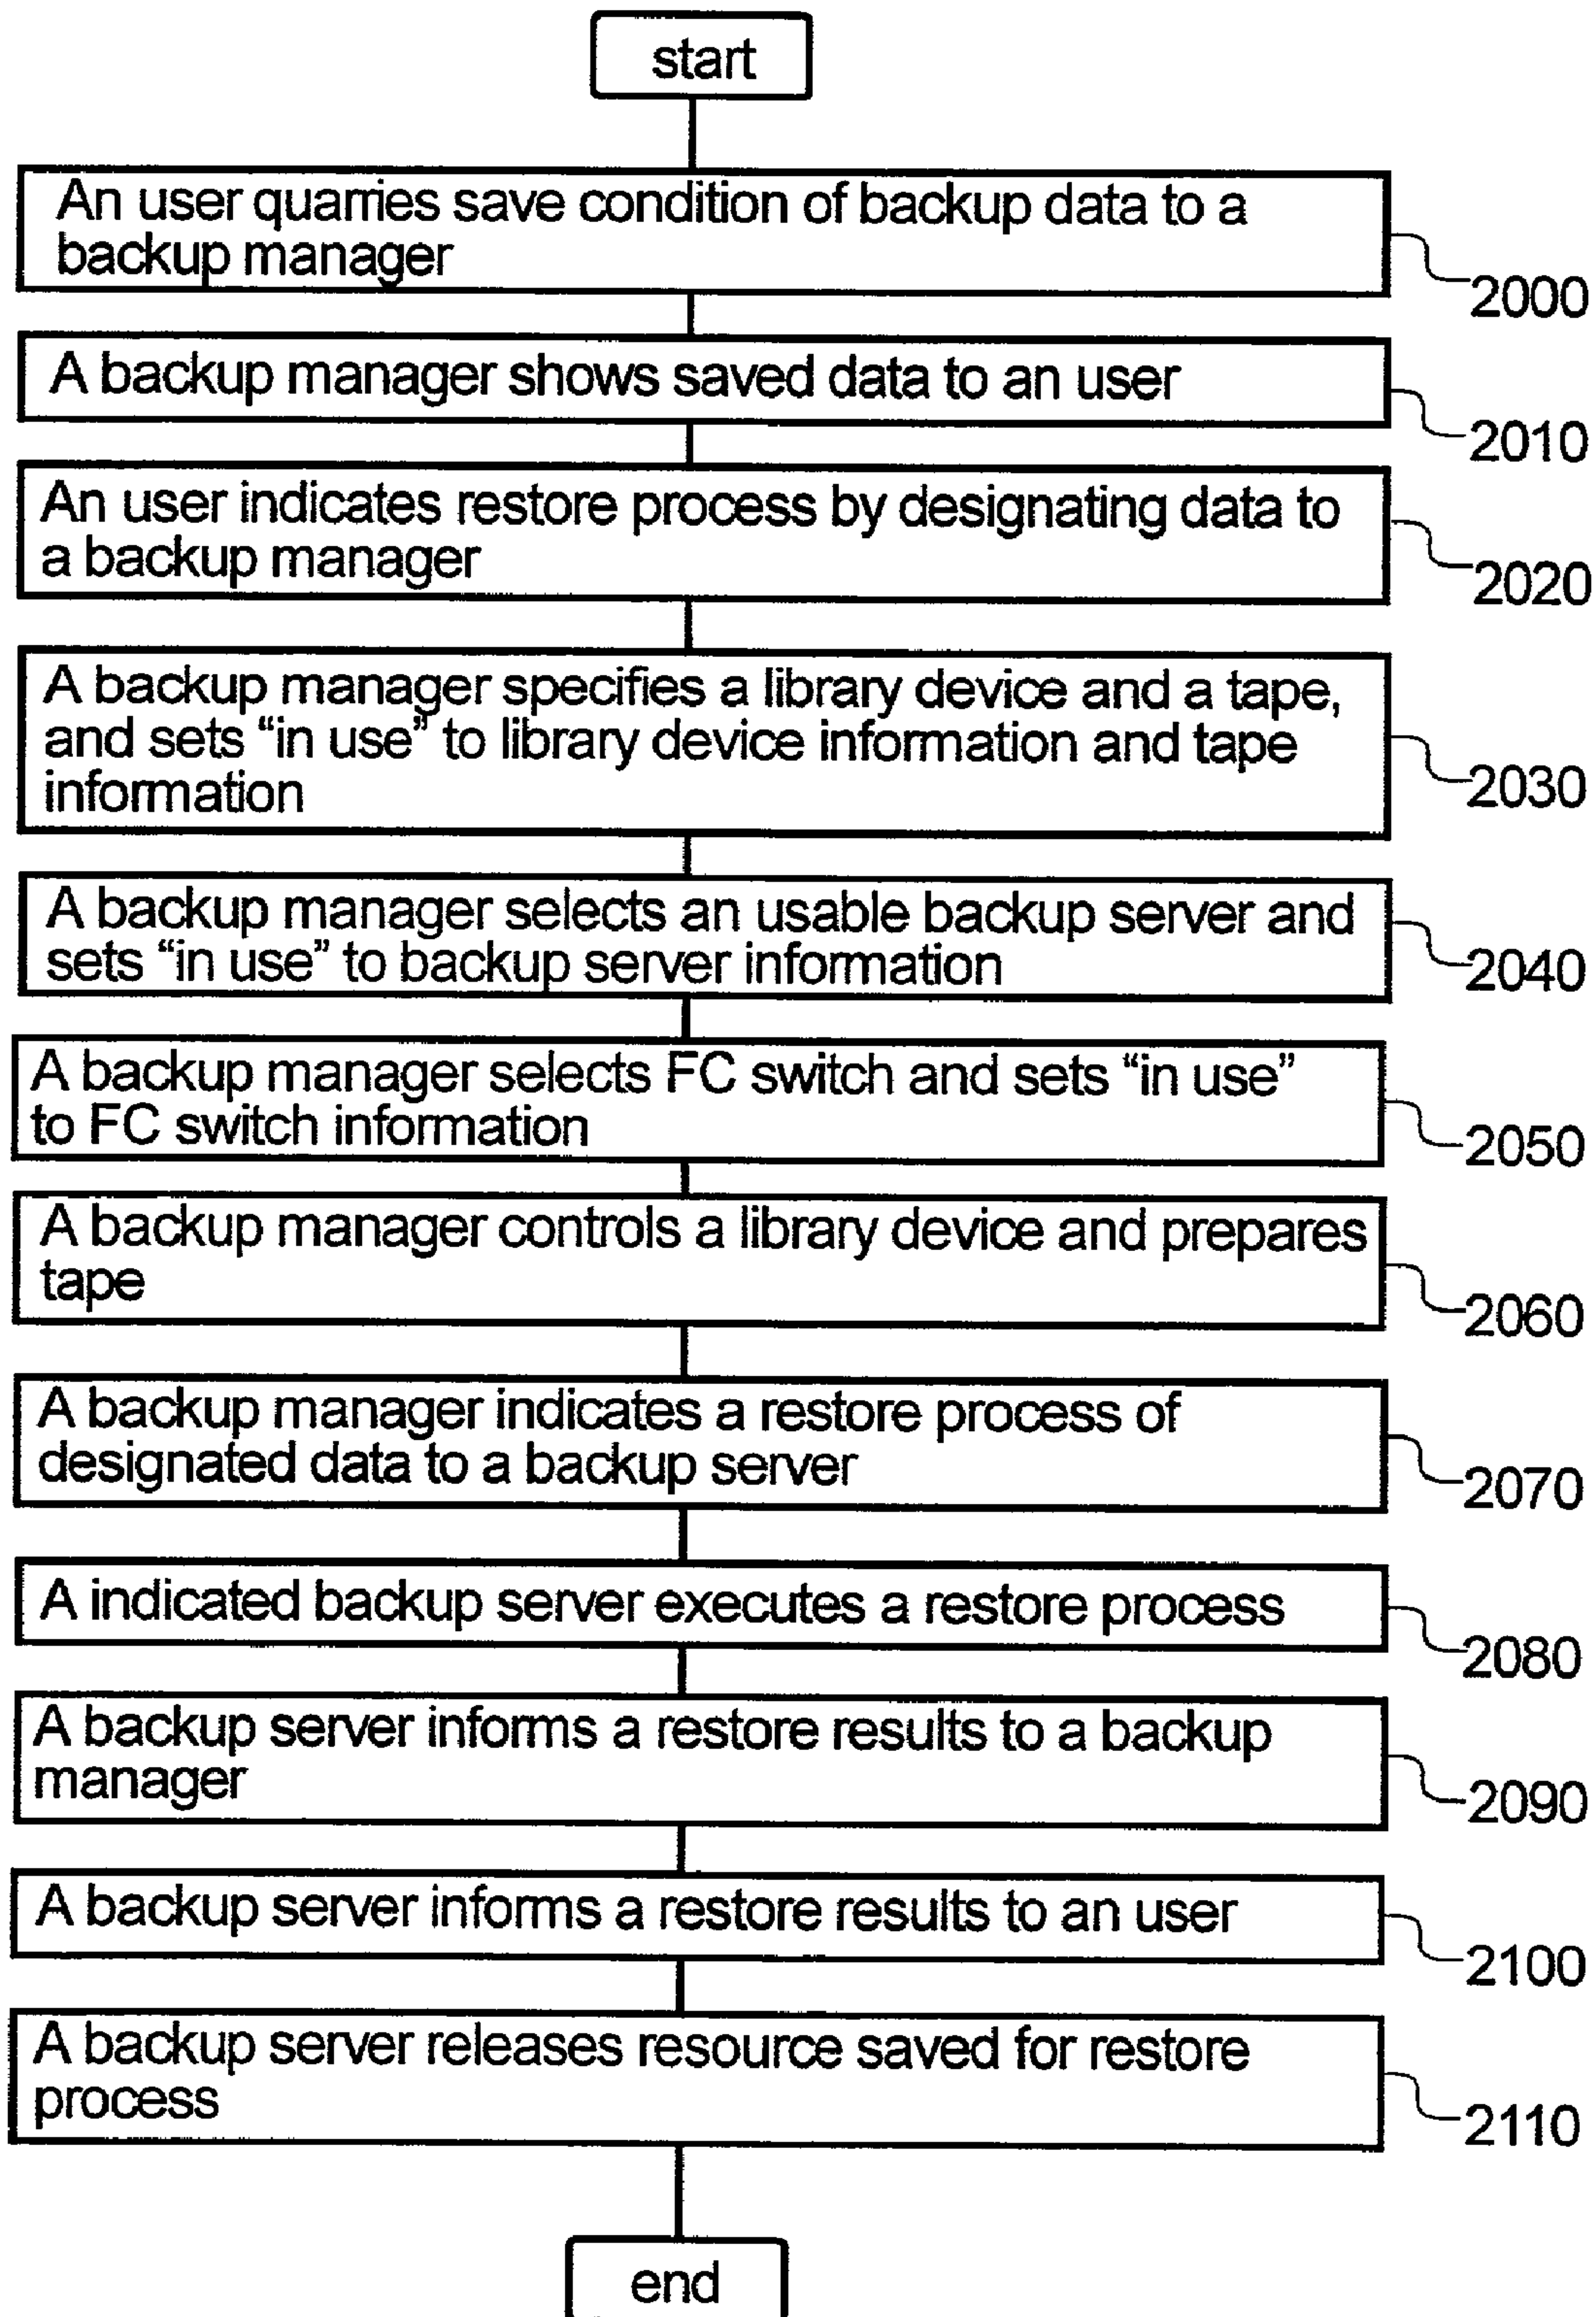 start
An user quarries save condition of backup data to a
backup manager
2000
A backup manager shows saved data to an user
2010
An user indicates restore process by designating data to
a backup manager
2020
A backup manager specifies a library device and a tape,
and sets “in use” to library device information and tape
information
2030
A backup manager selects an usable backup server and
sets “in use” to backup server information
2040
A backup manager selects FC switch and sets “in use”
to FC switch information
2050
A backup manager controls a library device and prepares
tape
2060
A backup manager indicates a restore process of
designated data to a backup server
2070
A indicated backup server executes a restore process
2080
A backup server informs a restore results to a backup
manager
2090
A backup server informs a restore results to an user
2100
A backup server releases resource saved for restore
process
2110
end